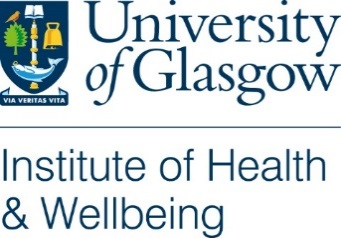 University
of Glasgow
VIA VERITAS VITA
Institute of Health
& Wellbeing